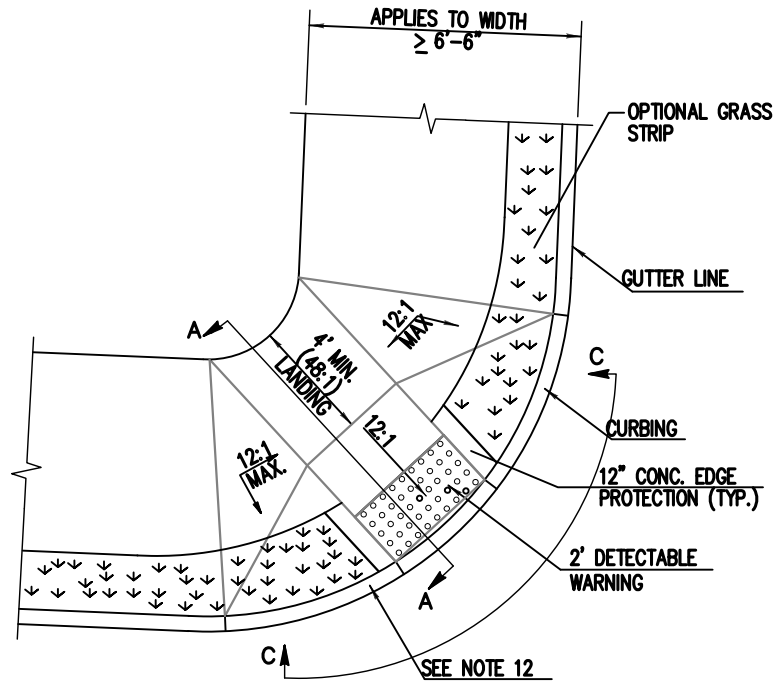 APPLIES TO WIDTH
≥ 6'-6"
OPTIONAL GRASS
STRIP
GUTTER LINE
12:1
MAX
A
4' MIN.
(48:1)
LANDING
C
12:1
CURBING
12:1
MAX.
12" CONC. EDGE
PROTECTION (TYP.)
2' DETECTABLE
WARNING
A
C
SEE NOTE 12